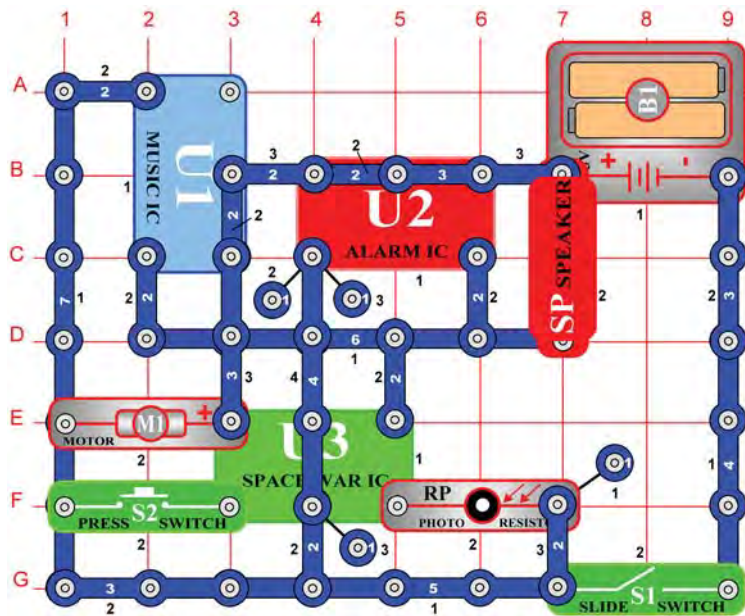 1 2 3 4 5 6 7 8 9
A
2
2
B1
B
3
2
2
2
3
3
+ -
1
U1
MUSIC IC
1
2
2
U2
ALARM IC
1
SP SPEAKER
2
C
2
2
2
1
1
3
2
2
2
3
7
1
D
6
1
3
3
4
4
2
2
E
M1
+
MOTOR
2
U3
SPACE WAR IC
1
1
1
4
1
F
S2
PRESS SWITCH
2
RP
PHOTO RESISTO
2
2
2
1
3
3
2
2
G
3
2
5
1
S1
SLIDE SWITCH